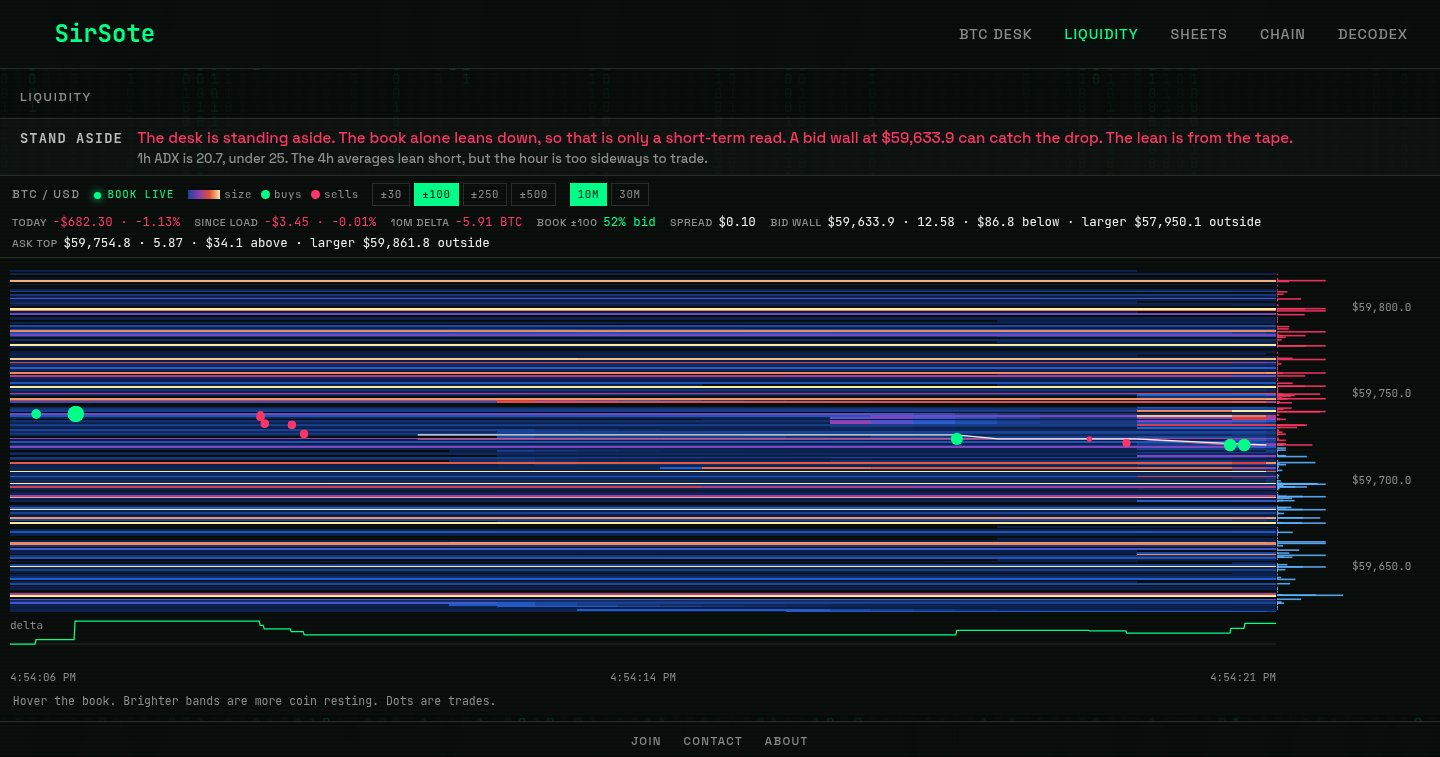 SirSote
BTC DESK LIQUIDITY SHEETS CHAIN DECODEX
LIQUIDITY
STAND ASIDE The desk is standing aside. The book alone leans down, so that is only a short-term read. A bid wall at $59,633.9 can catch the drop. The lean is from the tape.
1h ADX is 20.7, under 25. The 4h averages lean short, but the hour is too sideways to trade.
BTC / USD BOOK LIVE size buys sells ±30 ±100 ±250 ±500 10M 30M
TODAY -$682.30 · -1.13% SINCE LOAD -$3.45 · -0.01% 10M DELTA -5.91 BTC BOOK ±100 52% bid SPREAD $0.10 BID WALL $59,633.9 · 12.58 · $86.8 below · larger $57,950.1 outside
ASK TOP $59,754.8 · 5.87 · $34.1 above · larger $59,861.8 outside
$59,800.0
$59,750.0
$59,700.0
$59,650.0
delta
4:54:06 PM 4:54:14 PM 4:54:21 PM
Hover the book. Brighter bands are more coin resting. Dots are trades.
JOIN CONTACT ABOUT